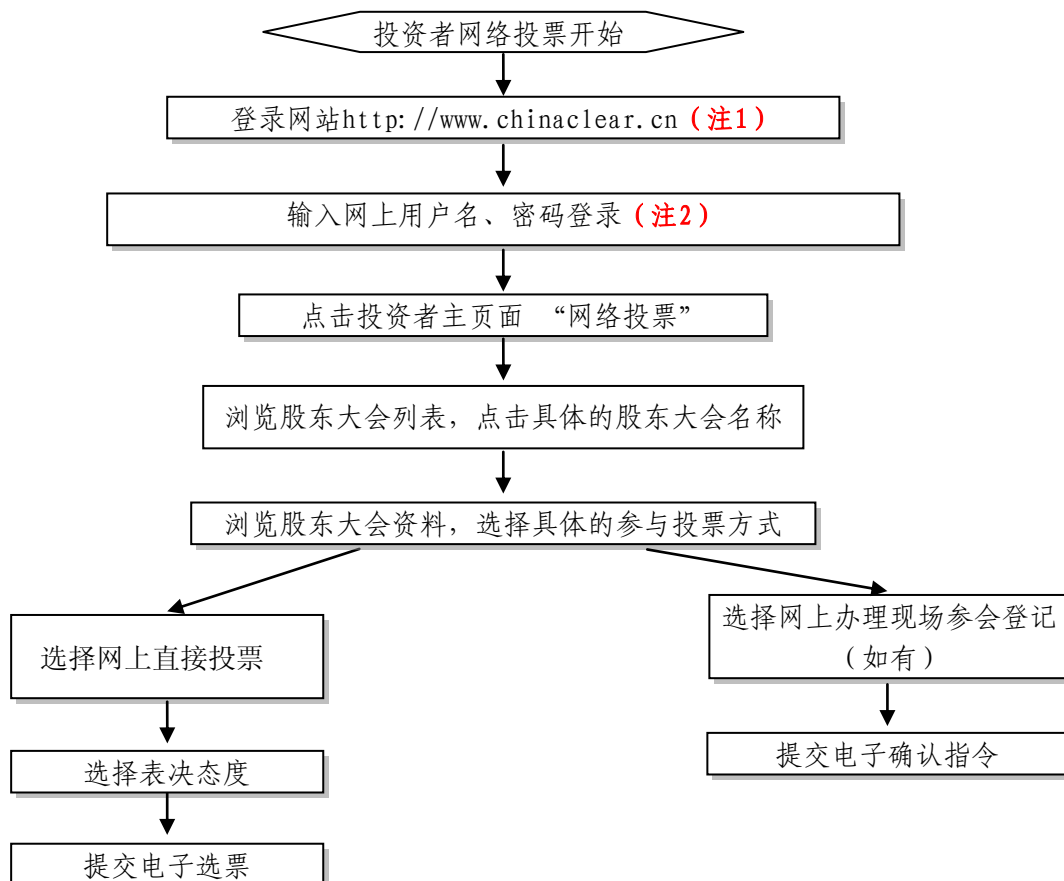 投资者网络投票开始
登录网站http://www.chinaclear.cn（注1）
输入网上用户名、密码登录（注2）
点击投资者主页面 “网络投票”
浏览股东大会列表，点击具体的股东大会名称
浏览股东大会资料，选择具体的参与投票方式
选择网上直接投票
选择表决态度
提交电子选票
选择网上办理现场参会登记
（如有）
提交电子确认指令